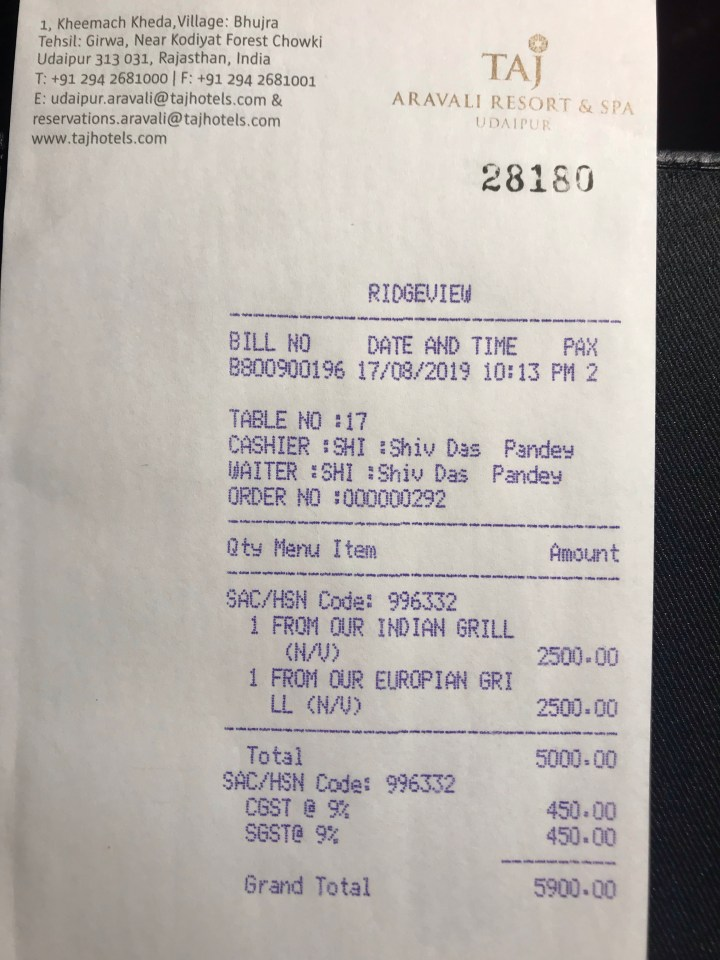 1, Kheemach Kheda,Village: Bhujra
Tehsil: Girwa, Near Kodiyat Forest Chowki
Udaipur 313 031, Rajasthan, India
T: +91 294 2681000 | F: +91 294 2681001
E: udaipur.aravali@tajhotels.com &
reservations.aravali@tajhotels.com
www.tajhotels.com
TAJ
ARAVALI RESORT & SPA
UDAIPUR
28180
RIDGEVIEW
BILL NO DATE AND TIME PAX
B800900196 17/08/2019 10:13 PM 2
TABLE NO :17
CASHIER :SHI :Shiv Das Pandey
WAITER :SHI :Shiv Das Pandey
ORDER NO :000000292
Qty Menu Item Amount
SAC/HSN Code: 996332
1 FROM OUR INDIAN GRILL
(N/V) 2500.00
1 FROM OUR EUROPIAN GRI
LL (N/V) 2500.00
Total 5000.00
SAC/HSN Code: 996332
CGST @ 9% 450.00
SGST@ 9% 450.00
Grand Total 5900.00